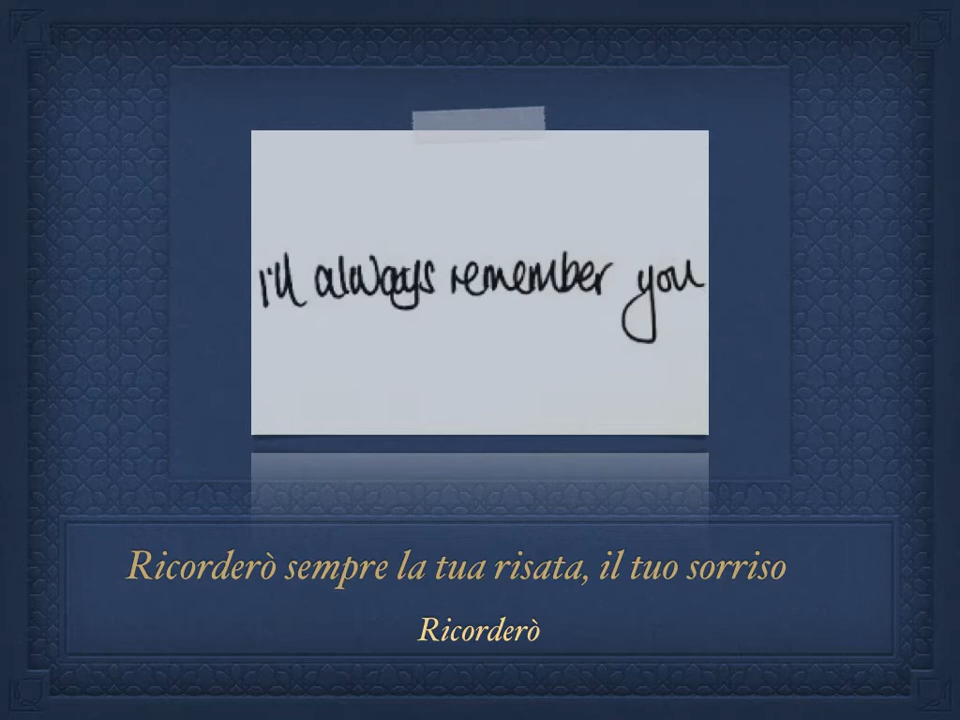 i'll always remember you
Ricorderò sempre la tua risata, il tuo sorriso
Ricorderò